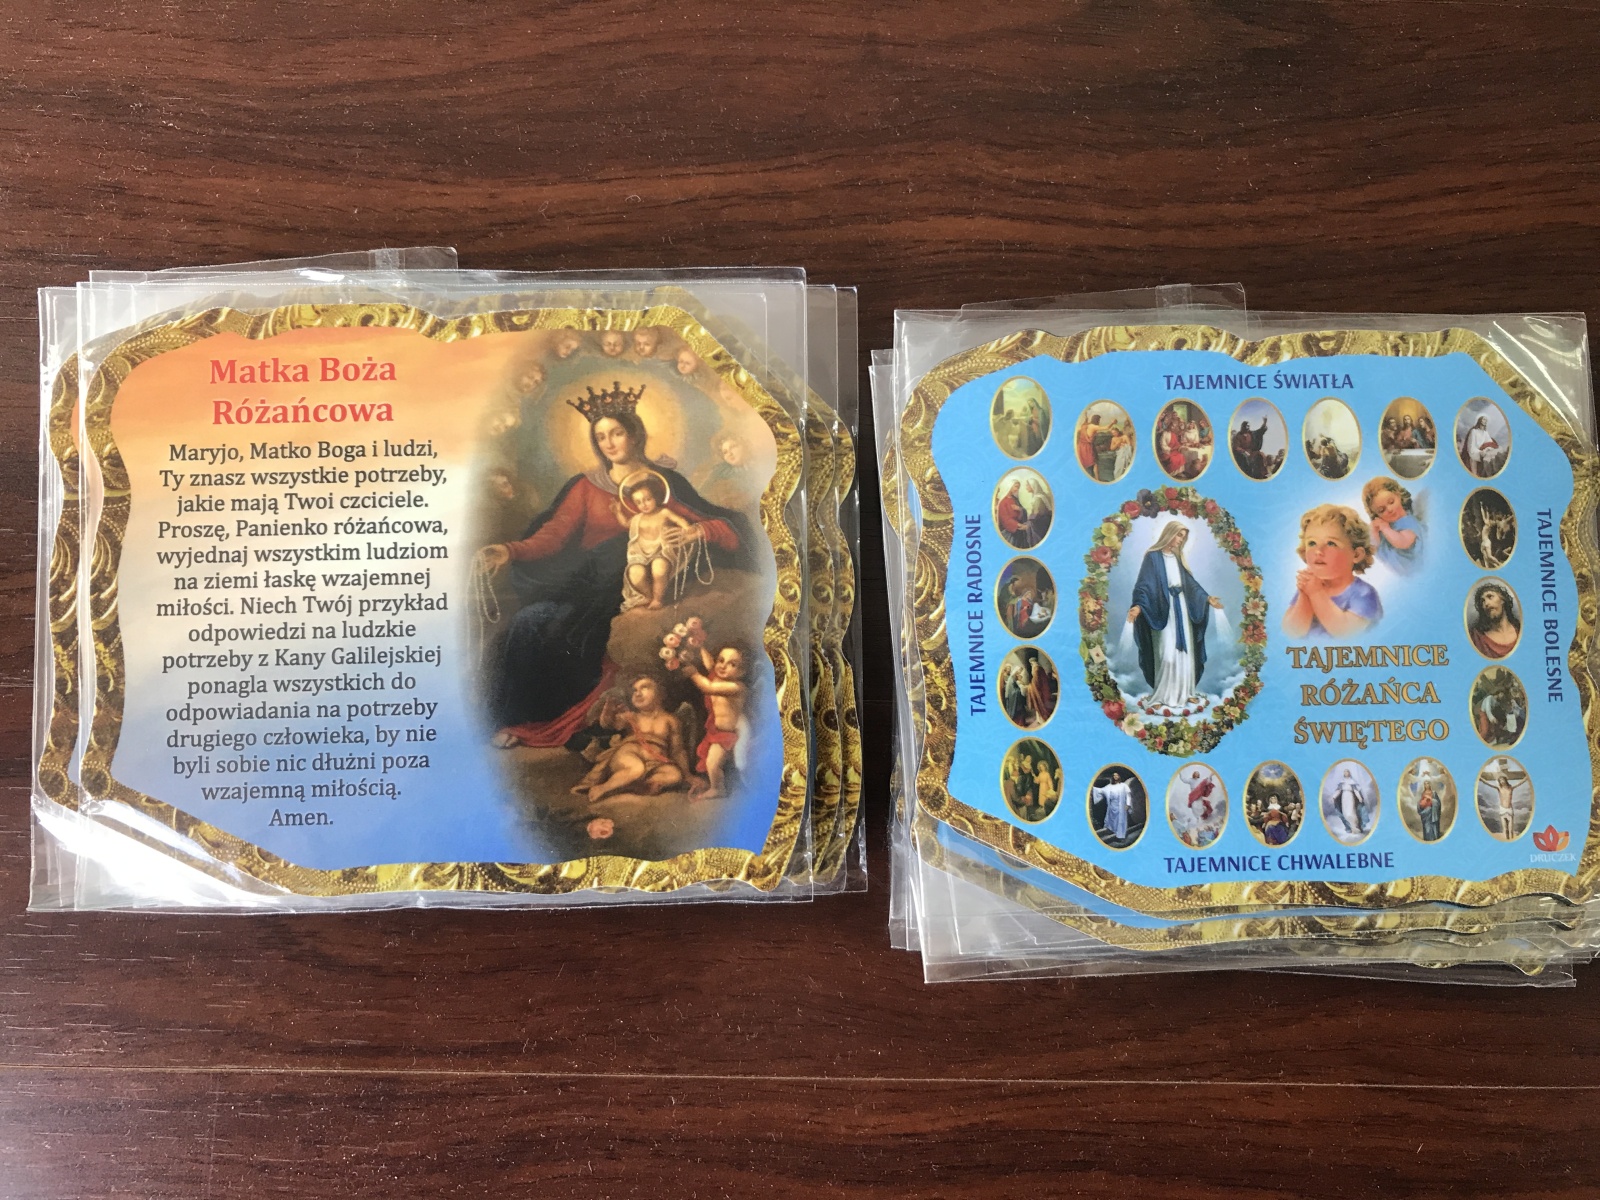 Matka Boża
Różańcowa
Maryjo, Matko Boga i ludzi,
Ty znasz wszystkie potrzeby,
jakie mają Twoi czciciele.
Proszę, Panienko różańcowa,
wyjednaj wszystkim ludziom
na ziemi łaskę wzajemnej
miłości. Niech Twój przykład
odpowiedzi na ludzkie
potrzeby z Kany Galilejskiej
ponagla wszystkich do
odpowiadania na potrzeby
drugiego człowieka, by nie
byli sobie nic dłużni poza
wzajemną miłością.
Amen.
TAJEMNICE ŚWIATŁA
TAJEMNICE RADOSNE
TAJEMNICE BOLESNE
TAJEMNICE
RÓŻAŃCA
ŚWIĘTEGO
TAJEMNICE CHWALEBNE
DRUCZEK